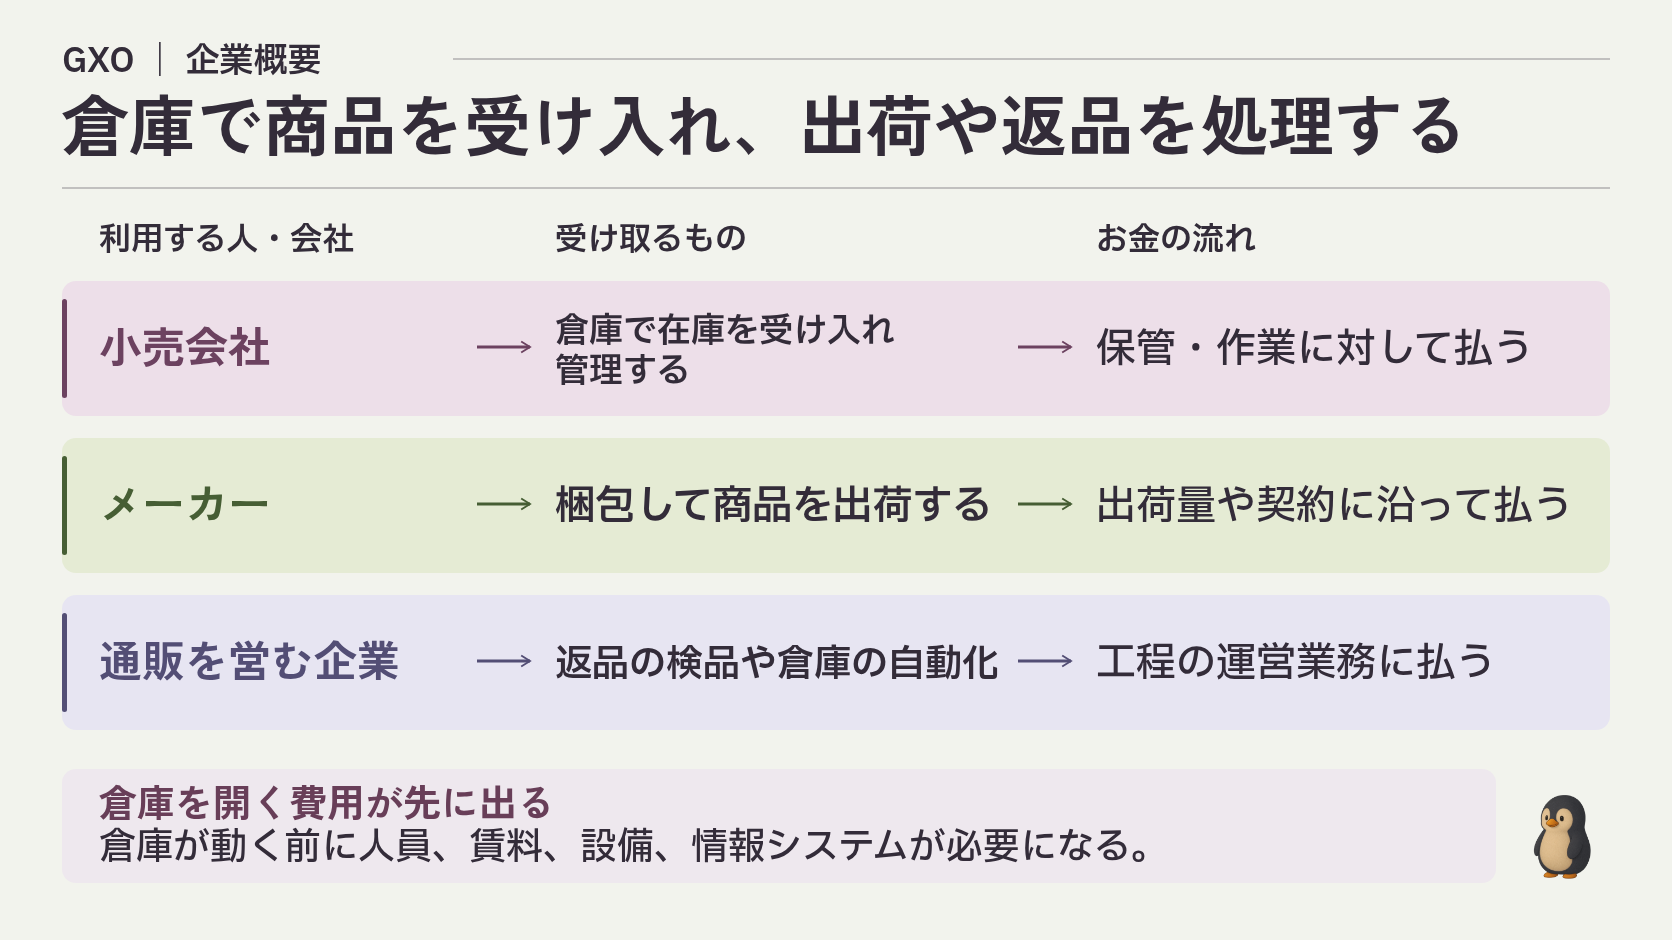 GXO | 企業概要
倉庫で商品を受け入れ、出荷や返品を処理する
利用する人・会社 受け取るもの お金の流れ
小売会社 → 倉庫で在庫を受け入れ
管理する → 保管・作業に対して払う
メーカー → 梱包して商品を出荷する → 出荷量や契約に沿って払う
通販を営む企業 → 返品の検品や倉庫の自動化 → 工程の運営業務に払う
倉庫を開く費用が先に出る
倉庫が動く前に人員、賃料、設備、情報システムが必要になる。